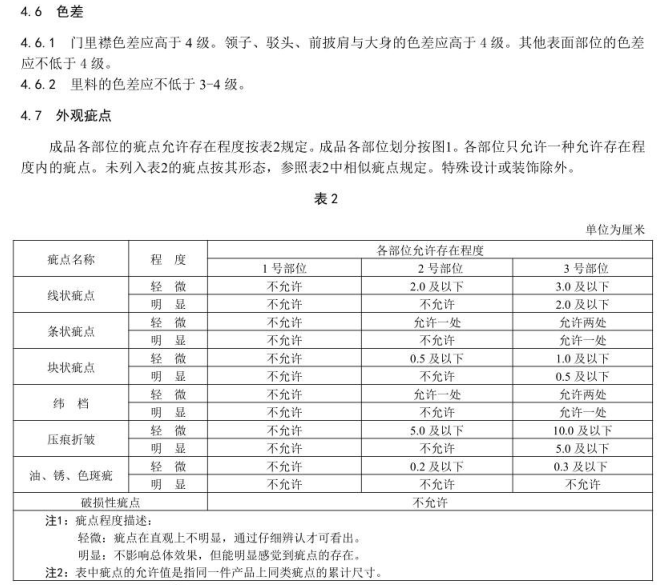 4.6 色差
4.6.1 门里襟色差应高于 4 级。领子、驳头、前披肩与大身的色差应高于 4 级。其他表面部位的色差
应不低于 4 级。
4.6.2 里料的色差应不低于 3-4 级。
4.7 外观疵点
成品各部位的疵点允许存在程度按表2规定。成品各部位划分按图1。各部位只允许一种允许存在程
度内的疵点。未列入表2的疵点按其形态，参照表2中相似疵点规定。特殊设计或装饰除外。
表 2
单位为厘米
疵点名称 程 度 各部位允许存在程度
1 号部位 2 号部位 3 号部位
线状疵点 轻 微 不允许 2.0 及以下 3.0 及以下
明 显 不允许 不允许 2.0 及以下
条状疵点 轻 微 不允许 允许一处 允许两处
明 显 不允许 不允许 允许一处
块状疵点 轻 微 不允许 0.5 及以下 1.0 及以下
明 显 不允许 不允许 0.5 及以下
纬 档 轻 微 不允许 允许一处 允许两处
明 显 不允许 不允许 允许一处
压痕折皱 轻 微 不允许 5.0 及以下 10.0 及以下
明 显 不允许 不允许 5.0 及以下
油、锈、色斑疵 轻 微 不允许 0.2 及以下 0.3 及以下
明 显 不允许 不允许 不允许
破损性疵点 不允许
注1：疵点程度描述：
轻微：疵点在直观上不明显，通过仔细辨认才可看出。
明显：不影响总体效果，但能明显感觉到疵点的存在。
注2：表中疵点的允许值是指同一件产品上同类疵点的累计尺寸。